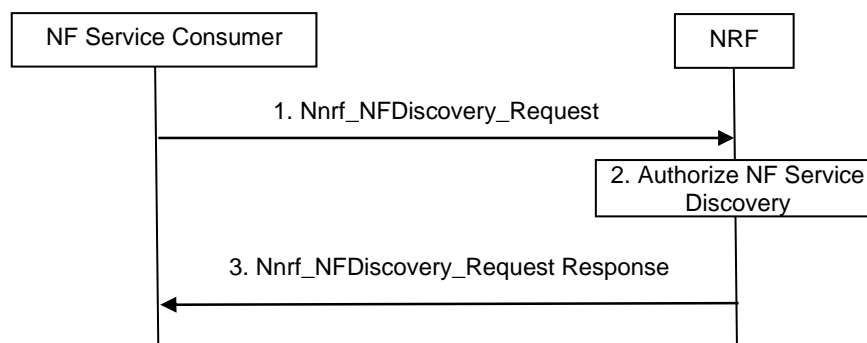 NF Service Consumer
NRF
1. Nnrf_NFDiscovery_Request
2. Authorize NF Service
Discovery
3. Nnrf_NFDiscovery_Request Response